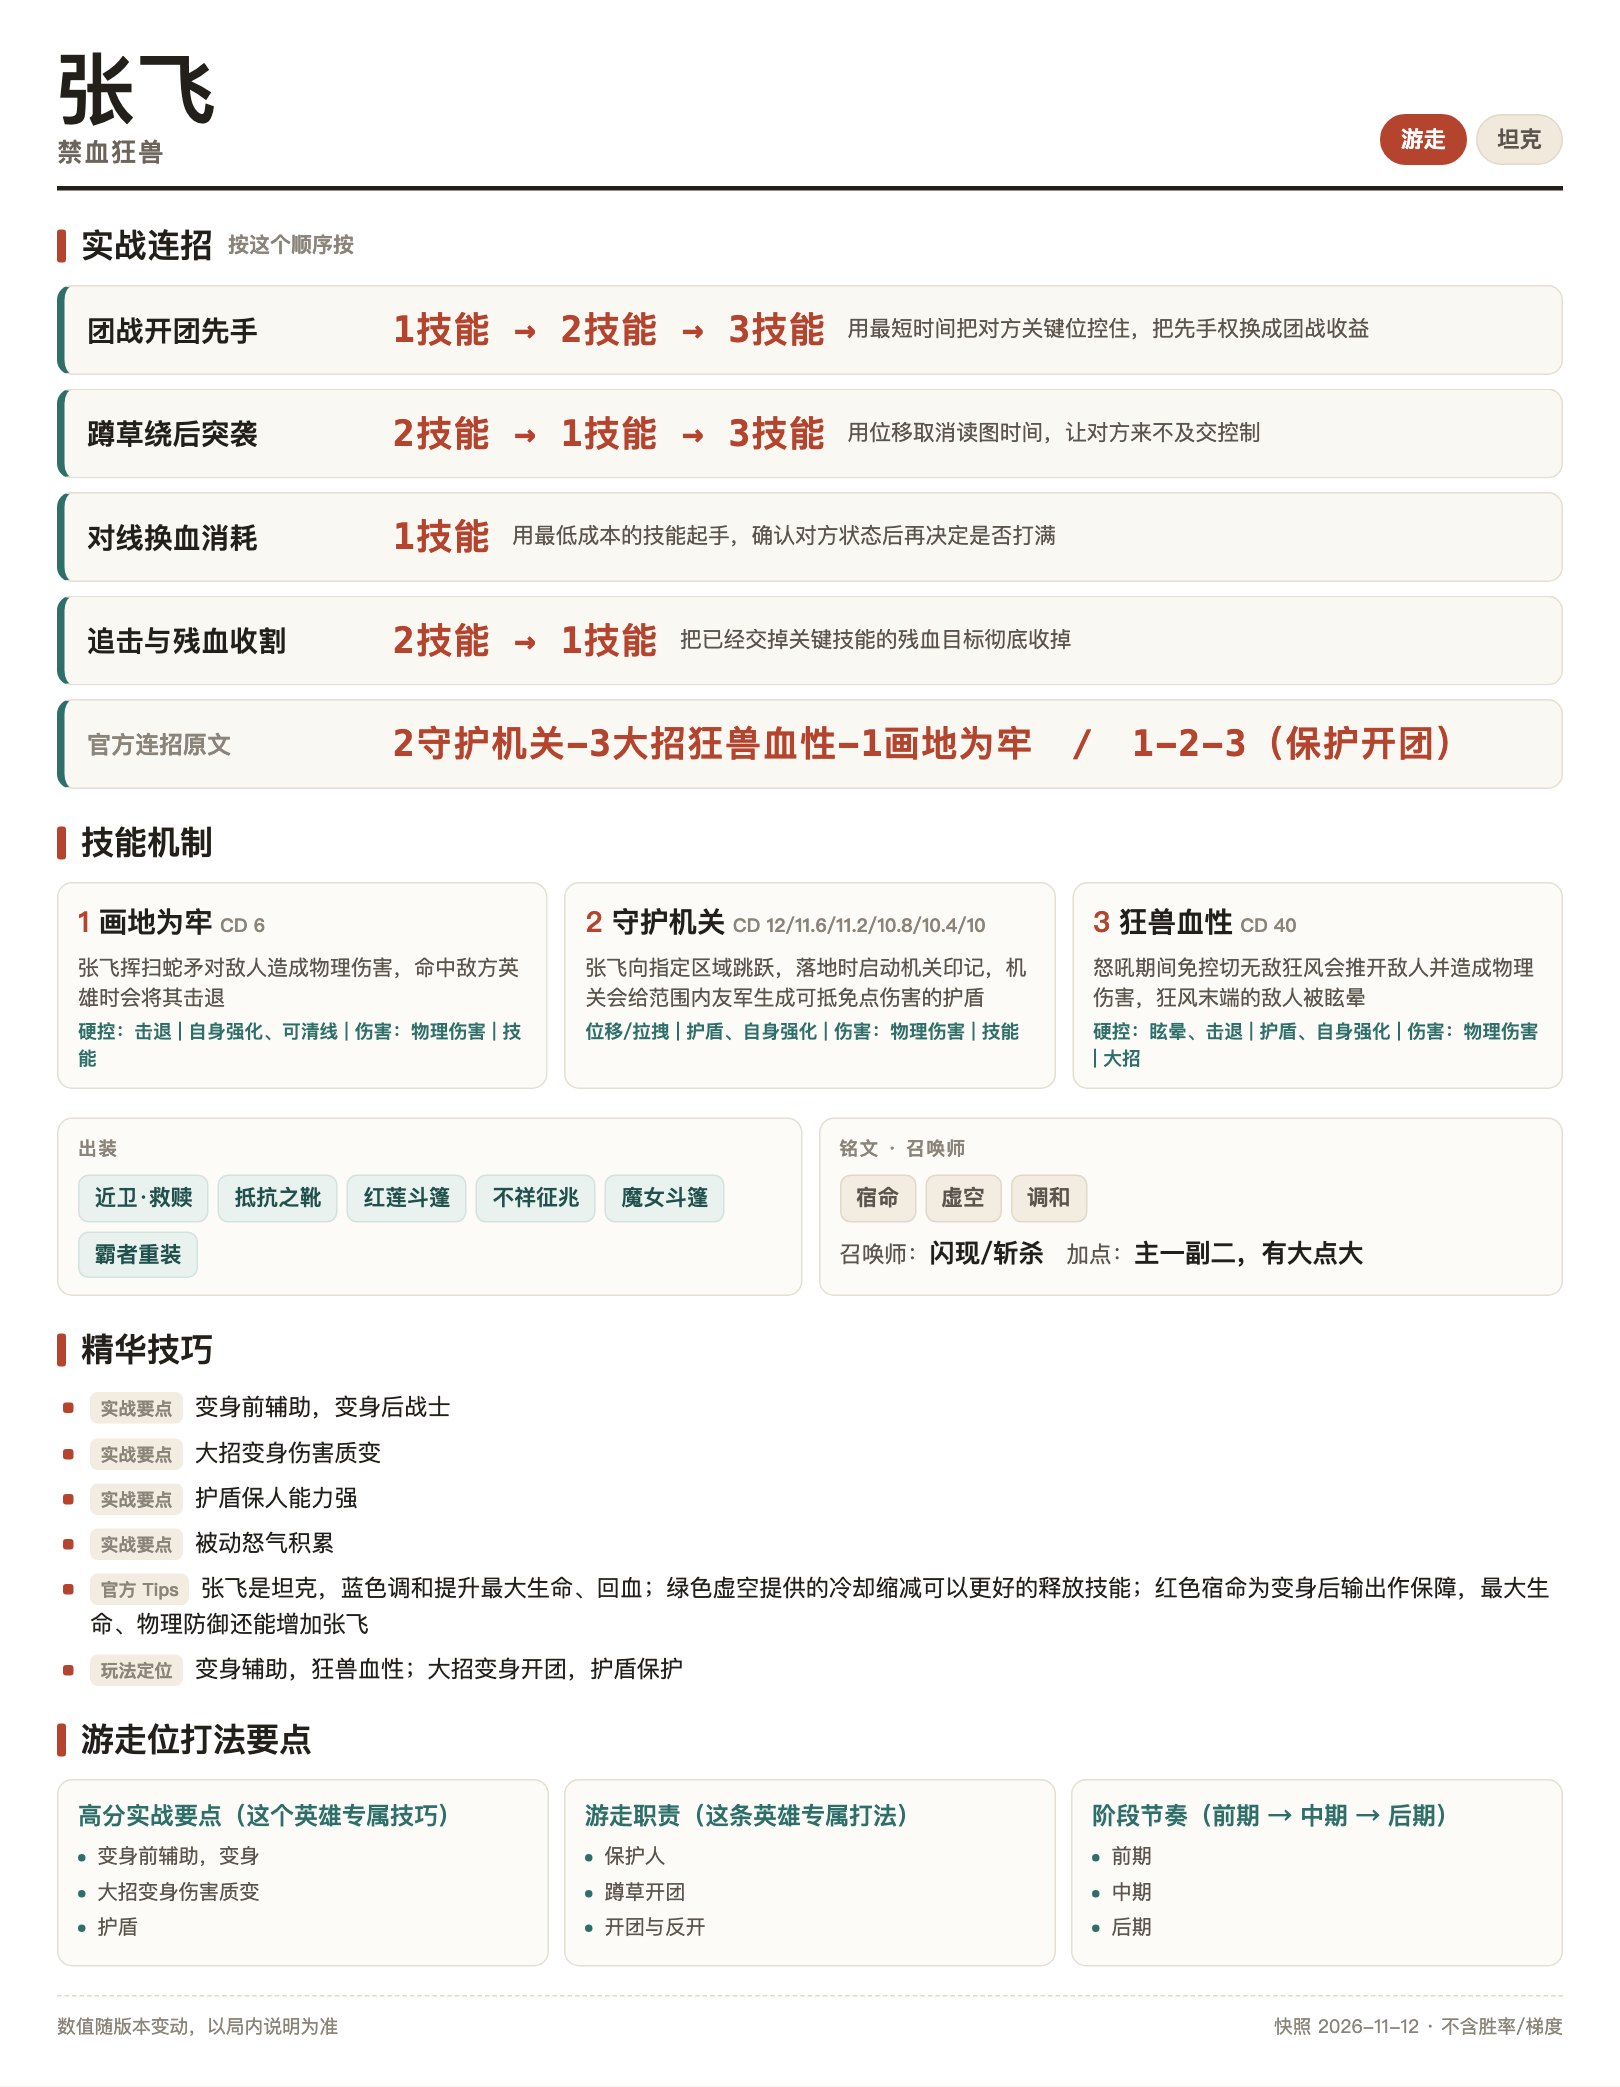 张飞
禁血狂兽
游走 坦克
实战连招 按这个顺序按
团战开团先手 1技能 → 2技能 → 3技能 用最短时间把对方关键位控住，把先手权换成团战收益
蹲草绕后突袭 2技能 → 1技能 → 3技能 用位移取消读图时间，让对方来不及交控制
对线换血消耗 1技能 用最低成本的技能起手，确认对方状态后再决定是否打满
追击与残血收割 2技能 → 1技能 把已经交掉关键技能的残血目标彻底收掉
官方连招原文 2守护机关-3大招狂兽血性-1画地为牢 / 1-2-3（保护开团）
技能机制
1 画地为牢 CD 6
张飞挥扫蛇矛对敌人造成物理伤害，命中敌方英
雄时会将其击退
硬控：击退 | 自身强化、可清线 | 伤害：物理伤害 | 技
能
2 守护机关 CD 12/11.6/11.2/10.8/10.4/10
张飞向指定区域跳跃，落地时启动机关印记，机
关会给范围内友军生成可抵免点伤害的护盾
位移/拉拽 | 护盾、自身强化 | 伤害：物理伤害 | 技能
3 狂兽血性 CD 40
怒吼期间免控切无敌狂风会推开敌人并造成物理
伤害，狂风末端的敌人被眩晕
硬控：眩晕、击退 | 护盾、自身强化 | 伤害：物理伤害
| 大招
出装
近卫·救赎 抵抗之靴 红莲斗篷 不祥征兆 魔女斗篷
霸者重装
铭文 · 召唤师
宿命 虚空 调和
召唤师：闪现/斩杀 加点：主一副二，有大点大
精华技巧
实战要点 变身前辅助，变身后战士
实战要点 大招变身伤害质变
实战要点 护盾保人能力强
实战要点 被动怒气积累
官方 Tips 张飞是坦克，蓝色调和提升最大生命、回血；绿色虚空提供的冷却缩减可以更好的释放技能；红色宿命为变身后输出作保障，最大生
命、物理防御还能增加张飞
玩法定位 变身辅助，狂兽血性；大招变身开团，护盾保护
游走位打法要点
高分实战要点（这个英雄专属技巧）
变身前辅助，变身
大招变身伤害质变
护盾
游走职责（这条英雄专属打法）
保护人
蹲草开团
开团与反开
阶段节奏（前期 → 中期 → 后期）
前期
中期
后期
数值随版本变动，以局内说明为准
快照 2026-11-12 · 不含胜率/梯度